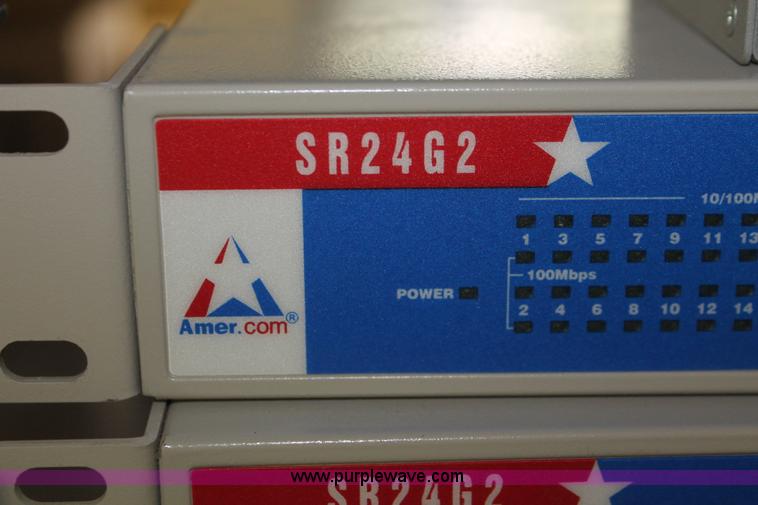 SR24G2
10/100M
1 3 5 7 9 11 13
100Mbps
POWER
2 4 6 8 10 12 14
Amer.com®
www.purplewave.com
SR24G2